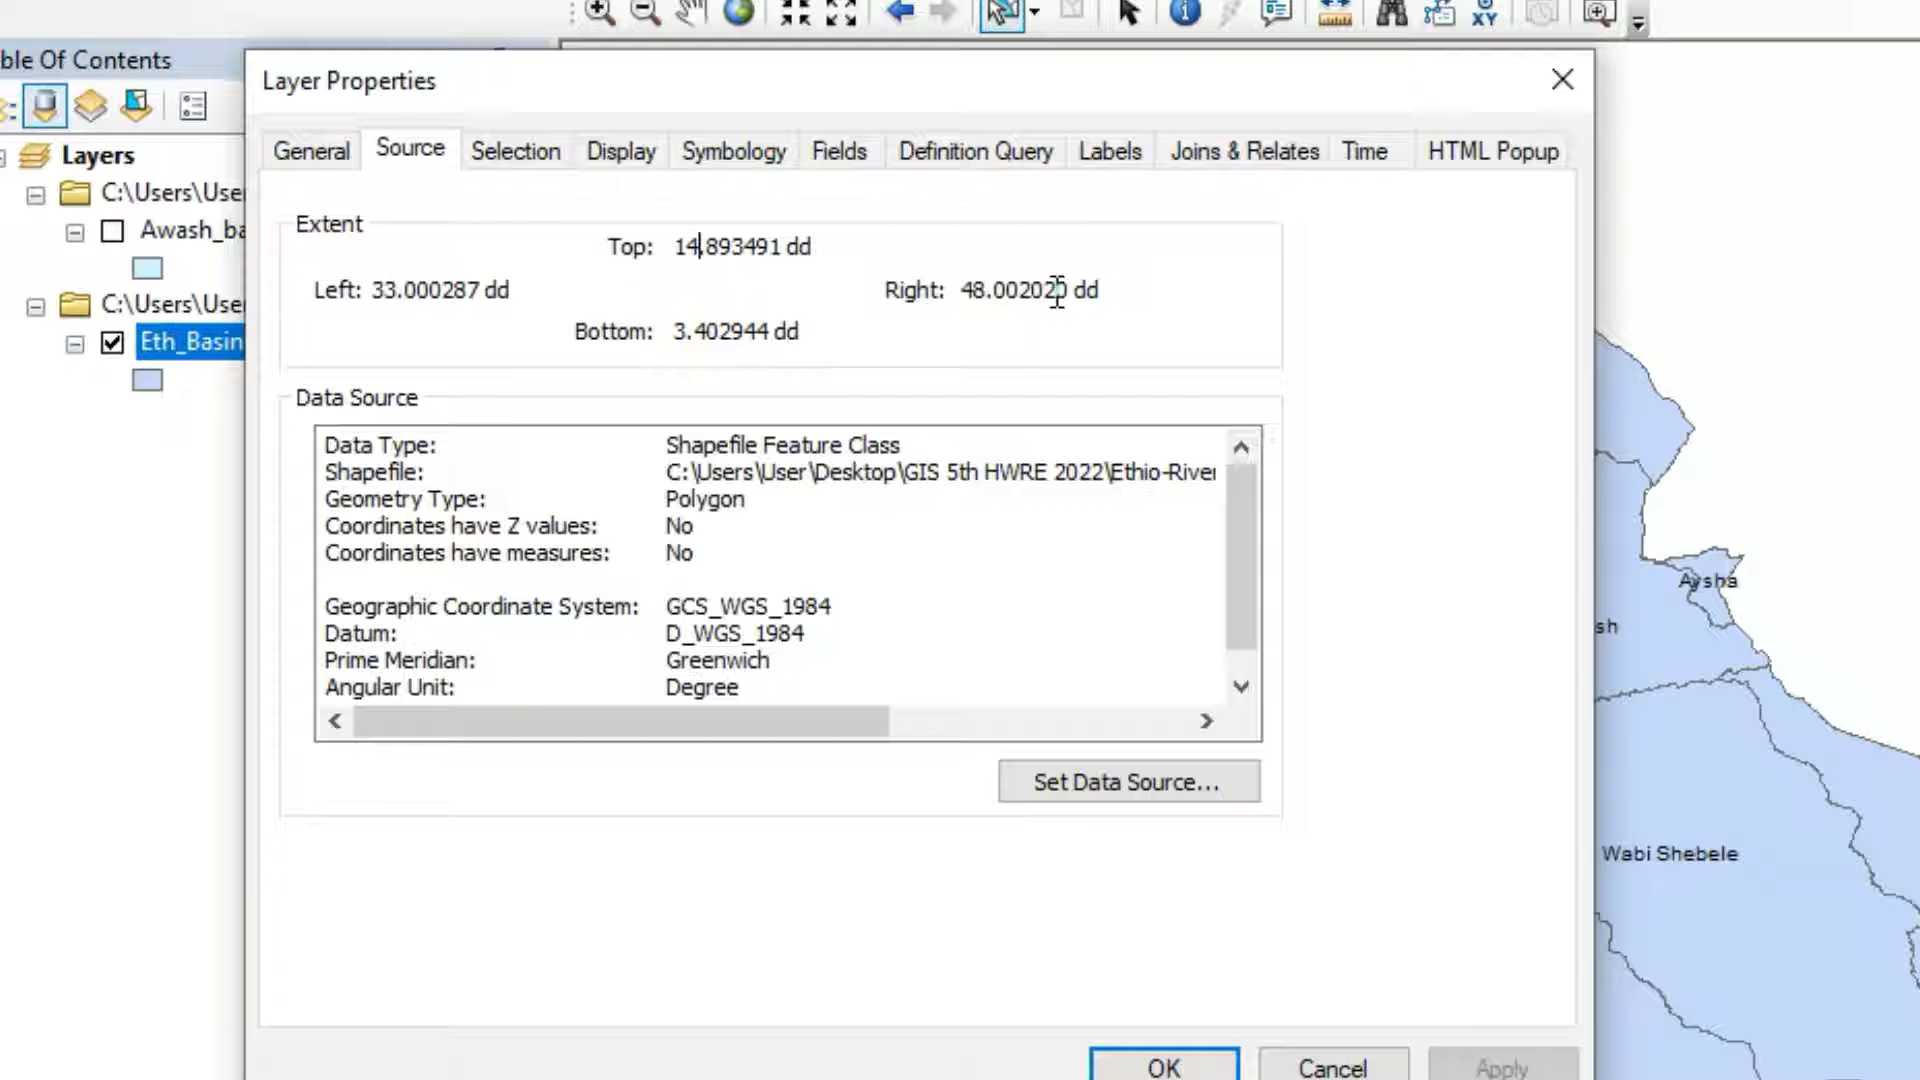 XY
ble Of Contents
Layer Properties
General Source Selection Display Symbology Fields Definition Query Labels Joins & Relates Time HTML Popup
Layers
C:\Users\Use
Awash_ba
C:\Users\Use
Eth_Basin
Extent
Top: 14.893491 dd
Left: 33.000287 dd Right: 48.002020 dd
Bottom: 3.402944 dd
Data Source
Data Type: Shapefile Feature Class
Shapefile: C:\Users\User\Desktop\GIS 5th HWRE 2022\Ethio-River
Geometry Type: Polygon
Coordinates have Z values: No
Coordinates have measures: No
Geographic Coordinate System: GCS_WGS_1984
Datum: D_WGS_1984
Prime Meridian: Greenwich
Angular Unit: Degree
Set Data Source...
Aysha
sh
Wabi Shebele
OK Cancel Apply